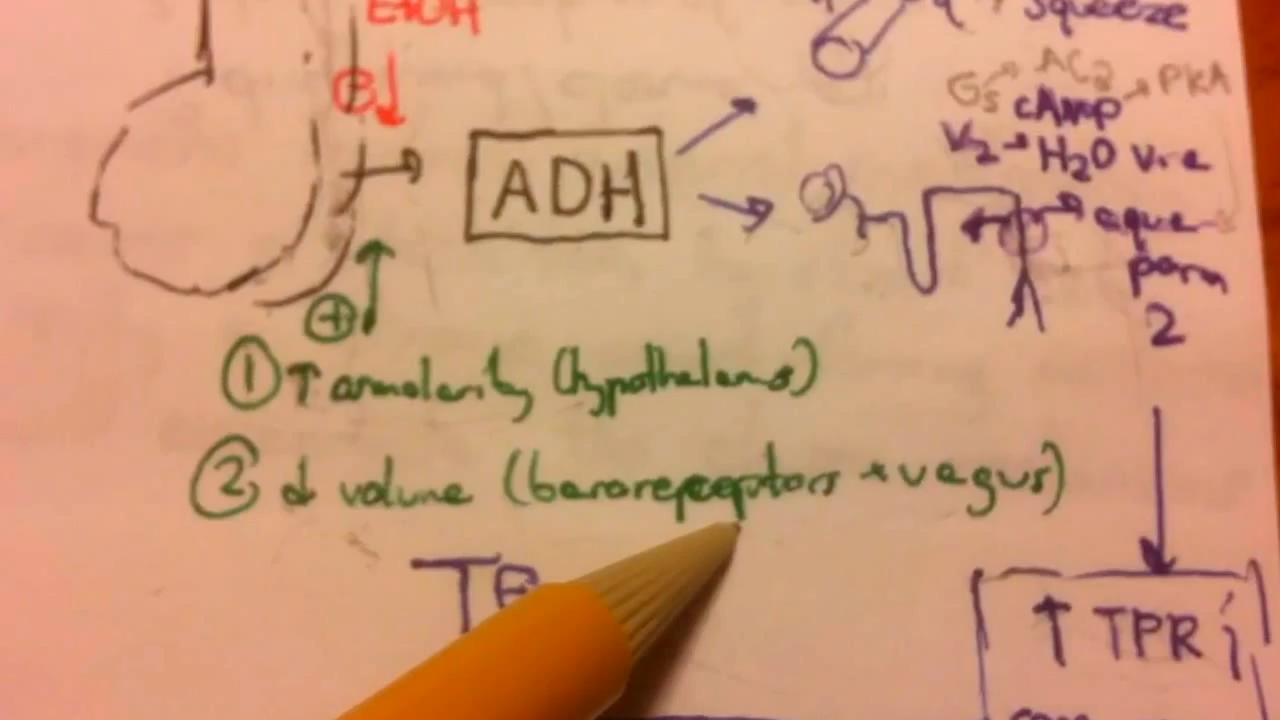 EtOH
squeeze
Gs → AC → PKA
cAMP
V2 → H2O via
ADH
aqua
porin
2
+
① ↑ osmolarity (hypothalamus)
② ↓ volume (baroreceptors + vagus)
↑ TPR